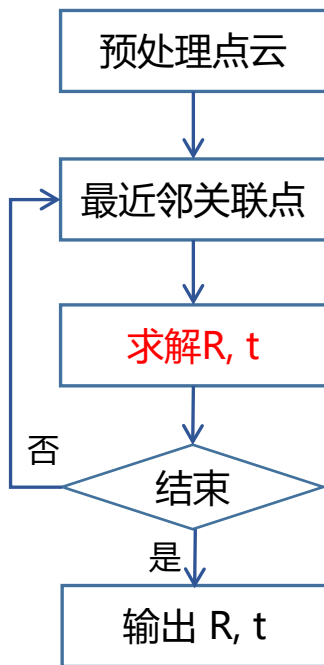 预处理点云
最近邻关联点
求解R, t
否
结束
是
输出 R, t